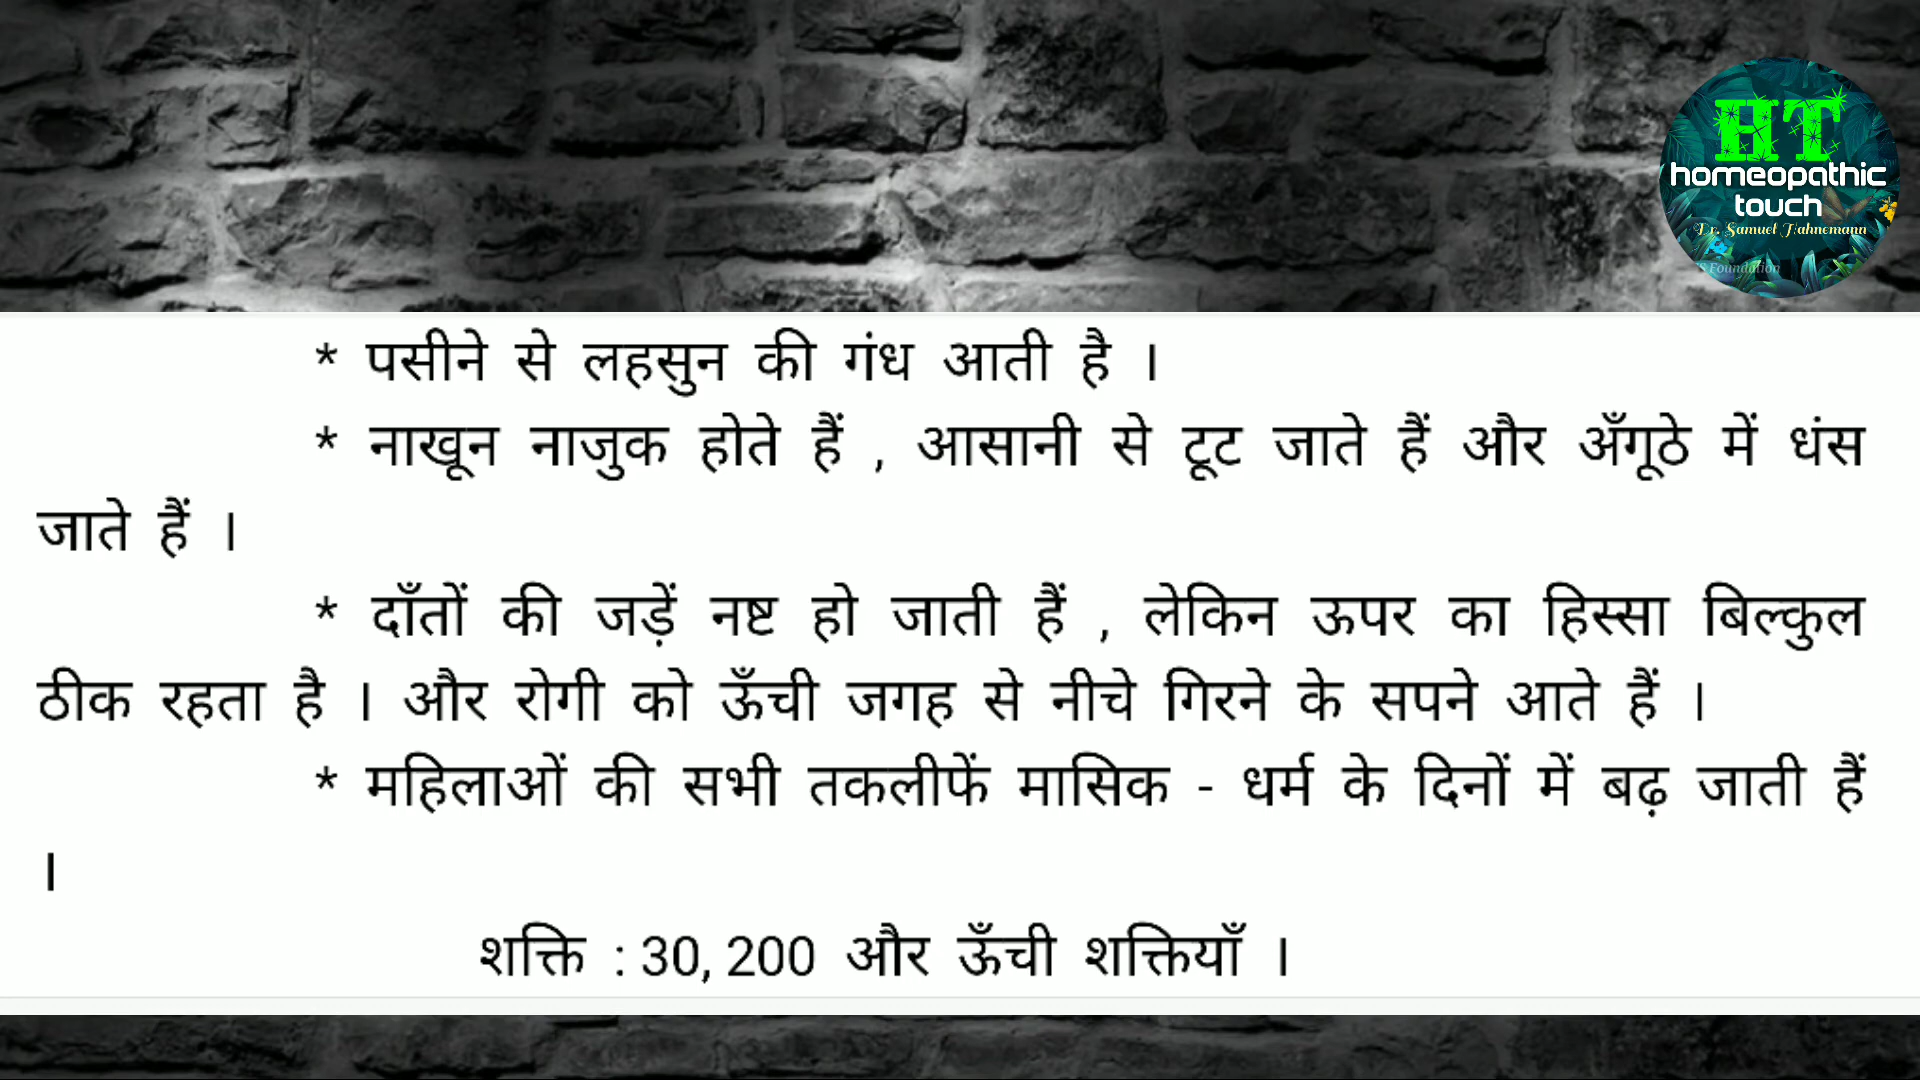 HT
homeopathic
touch
Dr. Samuel Hahnemann
S Foundation
* पसीने से लहसुन की गंध आती है ।
* नाखून नाजुक होते हैं , आसानी से टूट जाते हैं और अँगूठे में धंस
जाते हैं ।
* दाँतों की जड़ें नष्ट हो जाती हैं , लेकिन ऊपर का हिस्सा बिल्कुल
ठीक रहता है । और रोगी को ऊँची जगह से नीचे गिरने के सपने आते हैं ।
* महिलाओं की सभी तकलीफें मासिक - धर्म के दिनों में बढ़ जाती हैं
।
शक्ति : 30, 200 और ऊँची शक्तियाँ ।